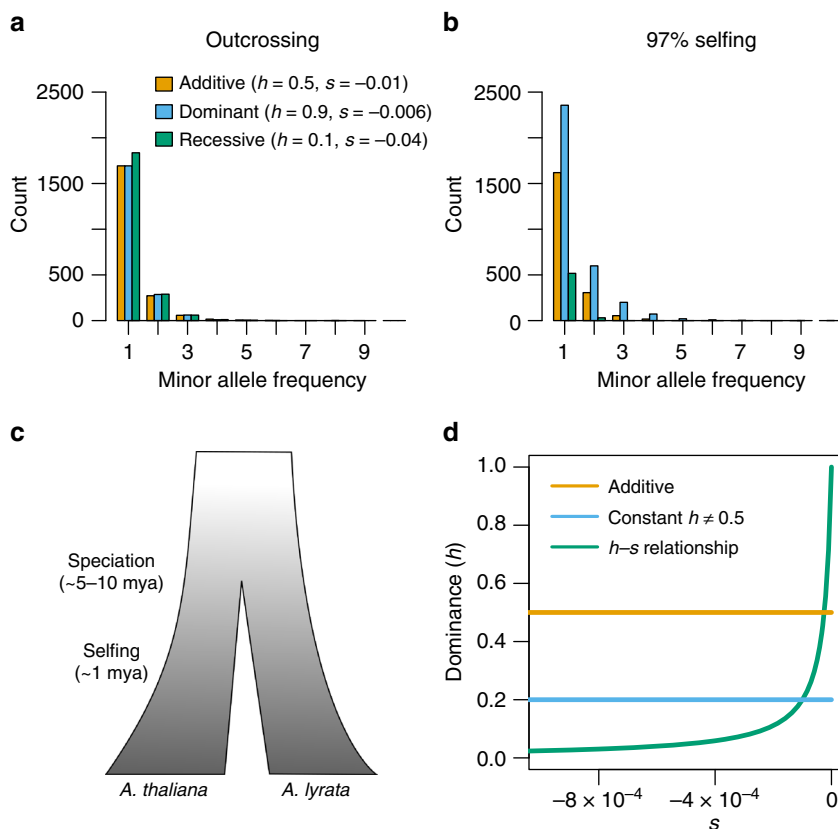 a
Outcrossing
Additive (h = 0.5, s = –0.01)
Dominant (h = 0.9, s = –0.006)
Recessive (h = 0.1, s = –0.04)
2500
1500
500
0
Count
1 3 5 7 9
Minor allele frequency
b
97% selfing
2500
1500
500
0
Count
1 3 5 7 9
Minor allele frequency
c
Speciation
(~5–10 mya)
Selfing
(~1 mya)
A. thaliana A. lyrata
d
1.0
0.8
0.6
0.4
0.2
0.0
Dominance (h)
Additive
Constant h ≠ 0.5
h–s relationship
–8 × 10⁻⁴ –4 × 10⁻⁴ 0
s